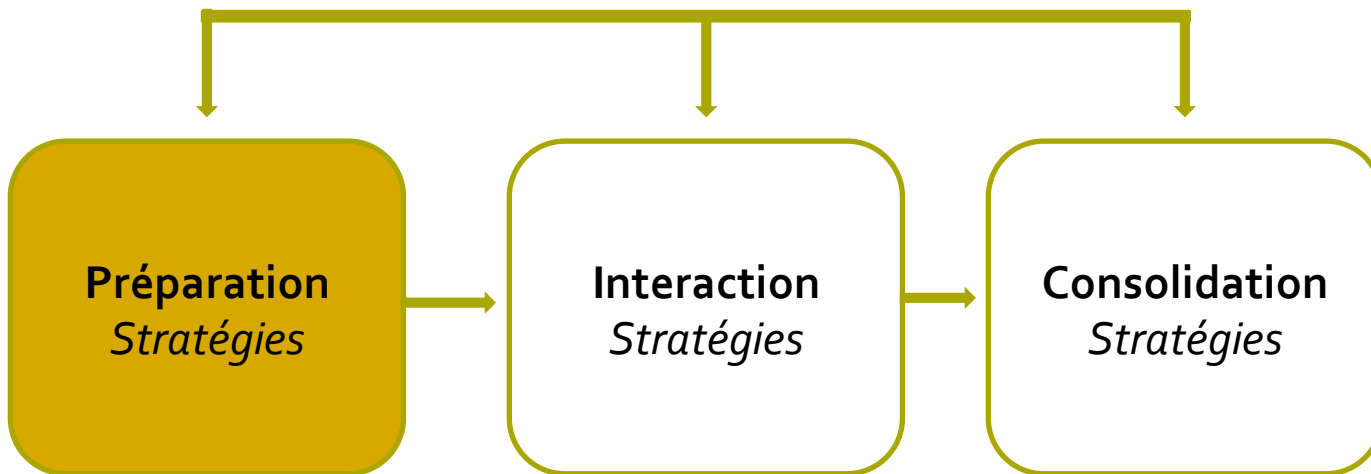 Préparation
Stratégies
Interaction
Stratégies
Consolidation
Stratégies